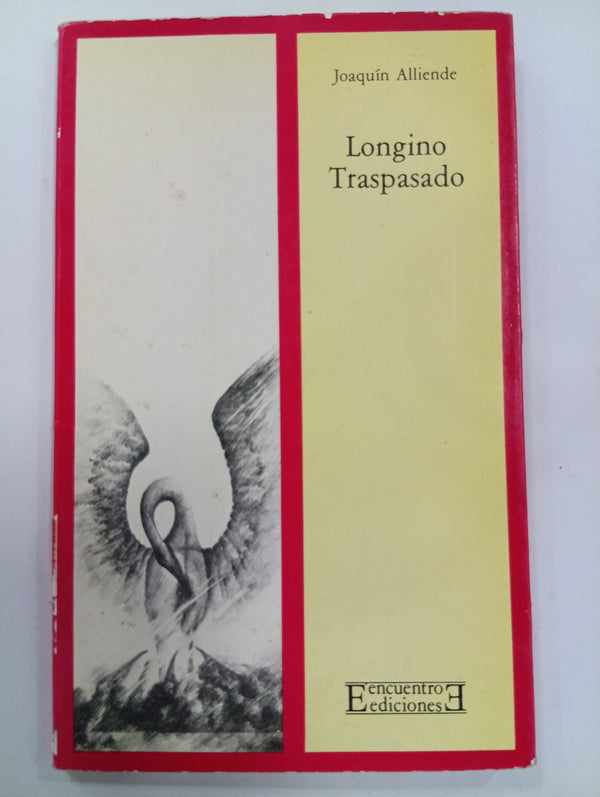 Joaquín Alliende
Longino
Traspasado
encuentro
ediciones